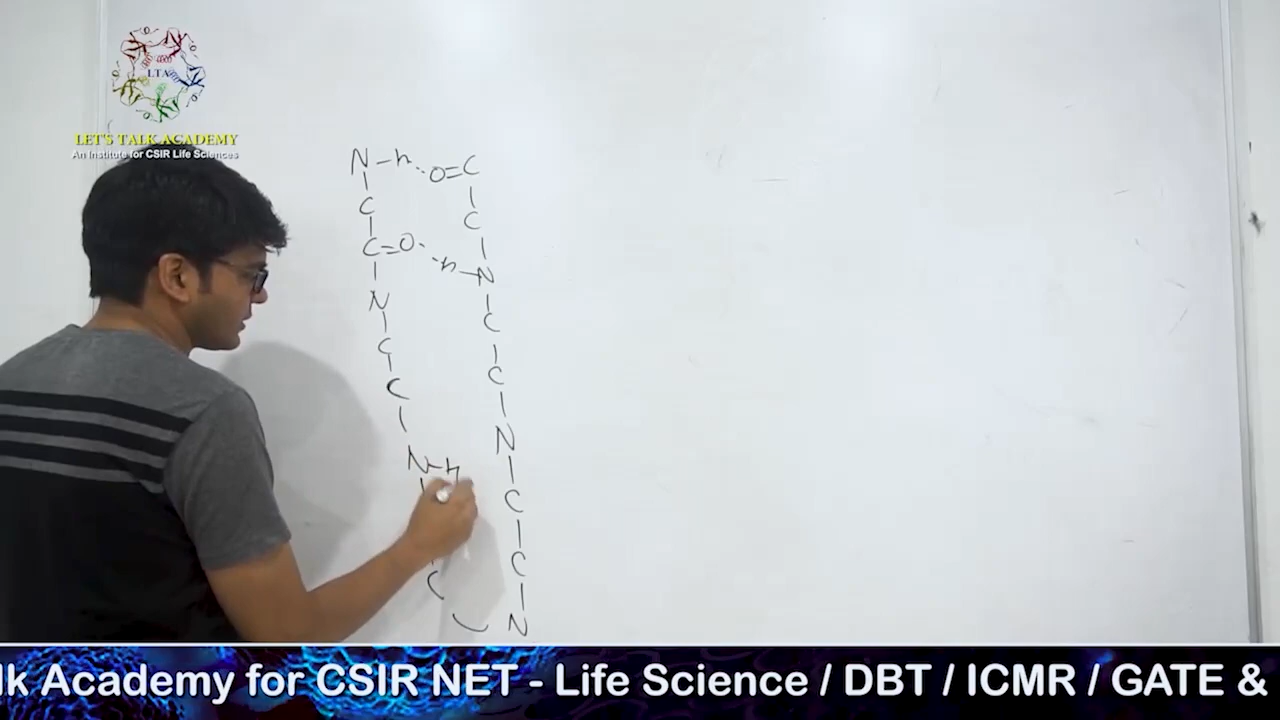 LTA
LET'S TALK ACADEMY
An Institute for CSIR Life Sciences
N - h ... O = C
C C
C = O ... h - N
N C
C C
C N
N - h C
C C
N
lk Academy for CSIR NET - Life Science / DBT / ICMR / GATE &